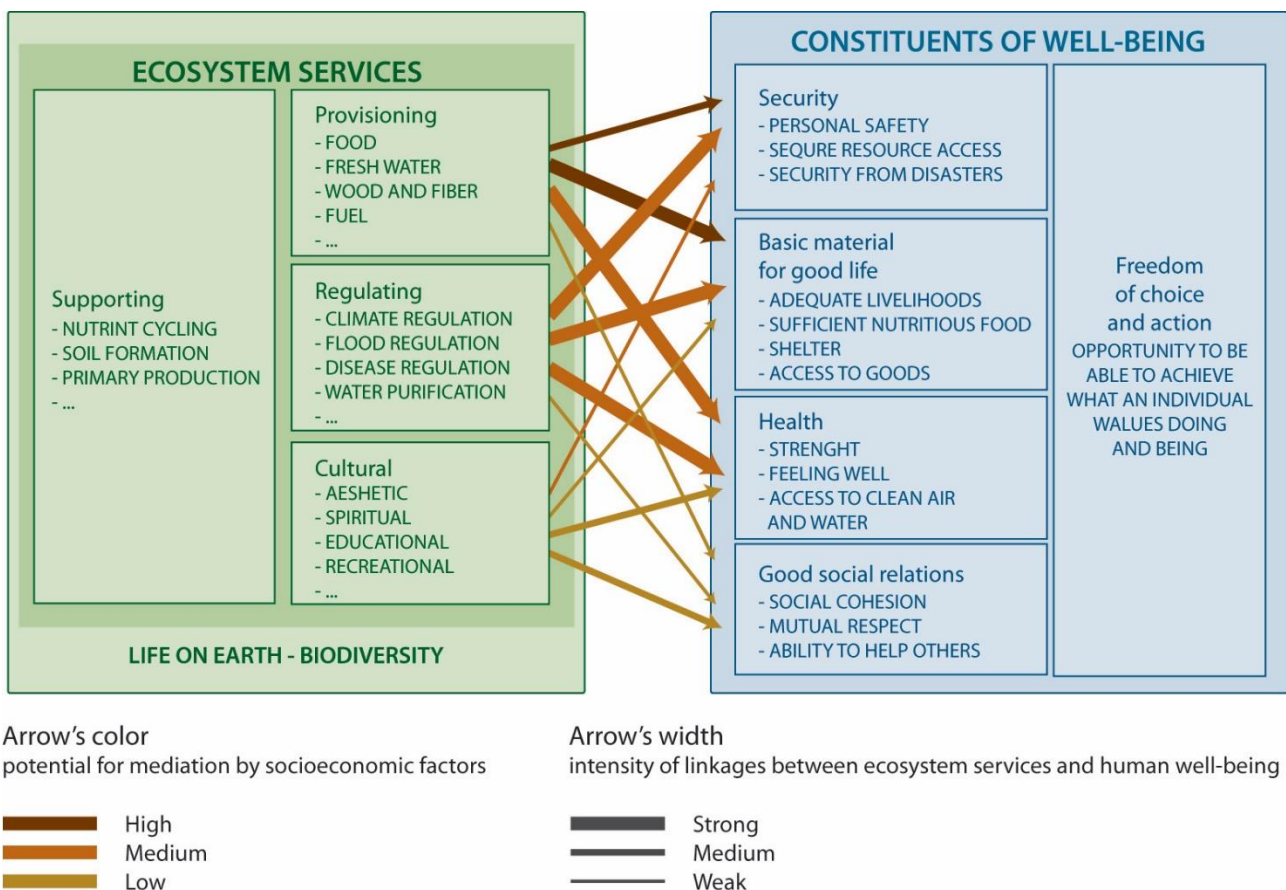 ECOSYSTEM SERVICES
Supporting
- NUTRINT CYCLING
- SOIL FORMATION
- PRIMARY PRODUCTION
- ...
Provisioning
- FOOD
- FRESH WATER
- WOOD AND FIBER
- FUEL
- ...
Regulating
- CLIMATE REGULATION
- FLOOD REGULATION
- DISEASE REGULATION
- WATER PURIFICATION
- ...
Cultural
- AESHETIC
- SPIRITUAL
- EDUCATIONAL
- RECREATIONAL
- ...
LIFE ON EARTH - BIODIVERSITY
CONSTITUENTS OF WELL-BEING
Security
- PERSONAL SAFETY
- SEQURE RESOURCE ACCESS
- SECURITY FROM DISASTERS
Basic material
for good life
- ADEQUATE LIVELIHOODS
- SUFFICIENT NUTRITIOUS FOOD
- SHELTER
- ACCESS TO GOODS
Health
- STRENGHT
- FEELING WELL
- ACCESS TO CLEAN AIR
AND WATER
Good social relations
- SOCIAL COHESION
- MUTUAL RESPECT
- ABILITY TO HELP OTHERS
Freedom
of choice
and action
OPPORTUNITY TO BE
ABLE TO ACHIEVE
WHAT AN INDIVIDUAL
WALUES DOING
AND BEING
Arrow's color
potential for mediation by socioeconomic factors
High
Medium
Low
Arrow's width
intensity of linkages between ecosystem services and human well-being
Strong
Medium
Weak